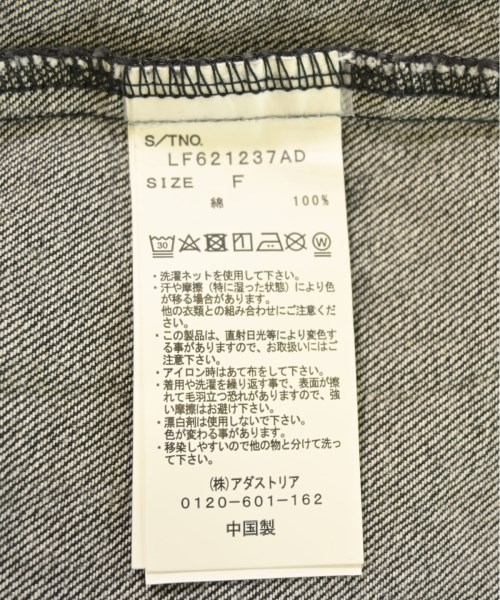 S/TNO.
LF621237AD
SIZE F
綿 100%
30 W
・洗濯ネットを使用して下さい。
・汗や摩擦（特に湿った状態）により色
が移る場合があります。
他の衣類との組み合わせにご注意くだ
さい。
・この製品は、直射日光等により変色す
る事がありますので、お取扱いにはご
注意下さい。
・アイロン時はあて布をして下さい。
・着用や洗濯を繰り返す事で、表面が擦
れて毛羽立つ恐れがありますので、強
い摩擦はお避け下さい。
・漂白剤は使用しないで下さい。
色が変わる事が有ります。
・移染しやすいので他の物と分けて洗っ
て下さい。
(株)アダストリア
0120-601-162
中国製